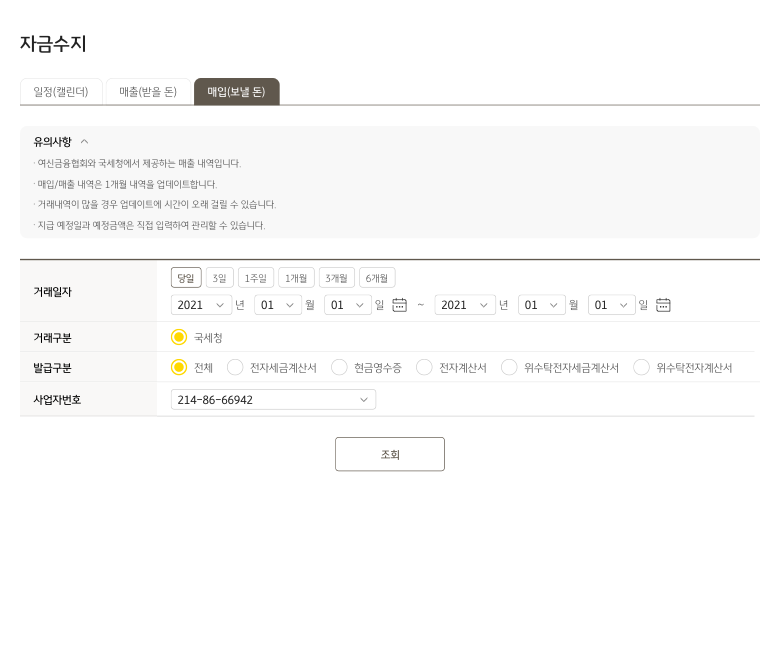 자금수지
일정(캘린더) 매출(받을 돈) 매입(보낼 돈)
유의사항
· 여신금융협회와 국세청에서 제공하는 매출 내역입니다.
· 매입/매출 내역은 1개월 내역을 업데이트합니다.
· 거래내역이 많을 경우 업데이트에 시간이 오래 걸릴 수 있습니다.
· 지급 예정일과 예정금액은 직접 입력하여 관리할 수 있습니다.
거래일자
당일 3일 1주일 1개월 3개월 6개월
2021 년 01 월 01 일 ~ 2021 년 01 월 01 일
거래구분 국세청
발급구분 전체 전자세금계산서 현금영수증 전자계산서 위수탁전자세금계산서 위수탁전자계산서
사업자번호 214-86-66942
조회